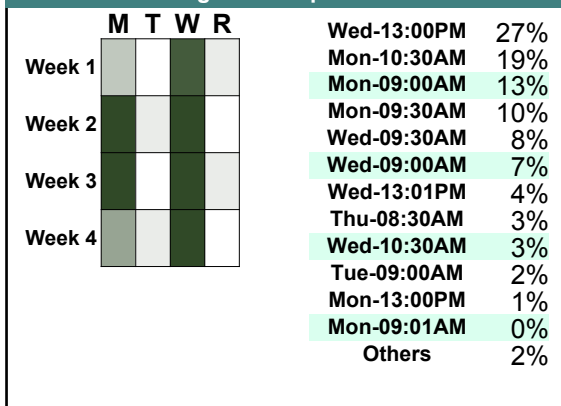 M T W R
Week 1
Week 2
Week 3
Week 4
Wed-13:00PM 27%
Mon-10:30AM 19%
Mon-09:00AM 13%
Mon-09:30AM 10%
Wed-09:30AM 8%
Wed-09:00AM 7%
Wed-13:01PM 4%
Thu-08:30AM 3%
Wed-10:30AM 3%
Tue-09:00AM 2%
Mon-13:00PM 1%
Mon-09:01AM 0%
Others 2%